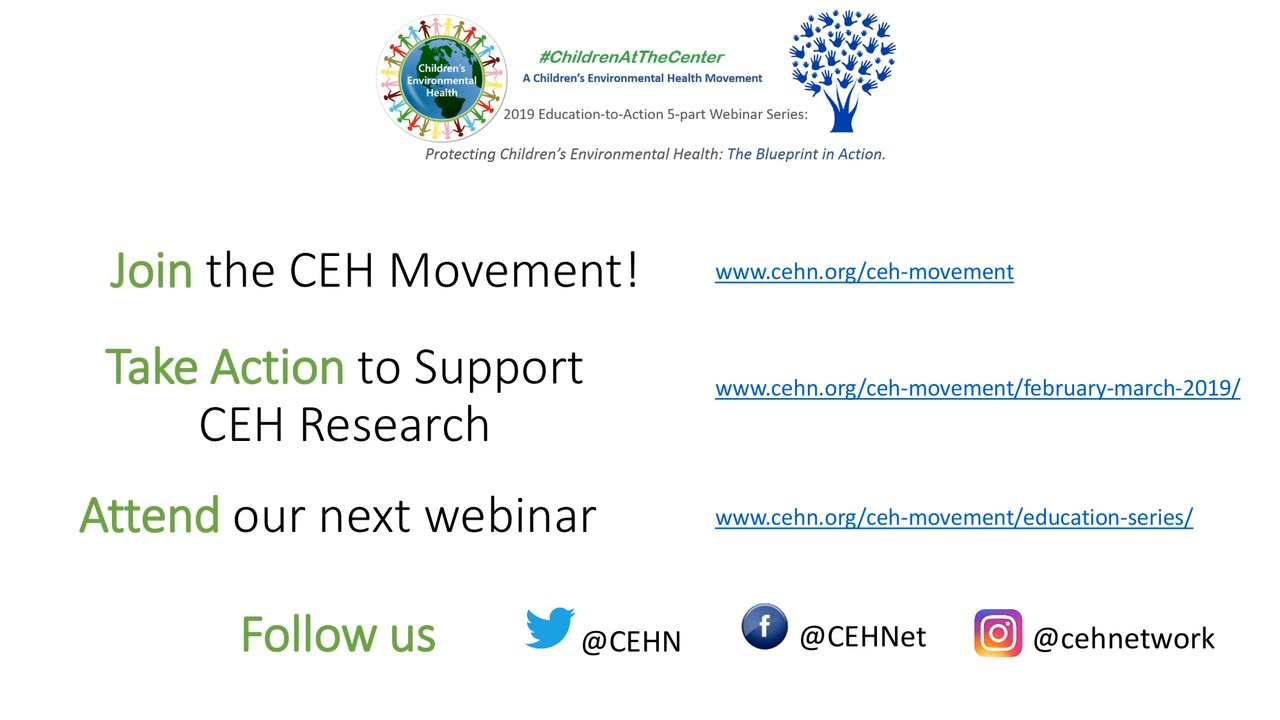 Children's
Environmental
Health
#ChildrenAtTheCenter
A Children's Environmental Health Movement
2019 Education-to-Action 5-part Webinar Series:
Protecting Children's Environmental Health: The Blueprint in Action.
Join the CEH Movement!
www.cehn.org/ceh-movement
Take Action to Support
CEH Research
www.cehn.org/ceh-movement/february-march-2019/
Attend our next webinar
www.cehn.org/ceh-movement/education-series/
Follow us
@CEHN
f
@CEHNet
@cehnetwork